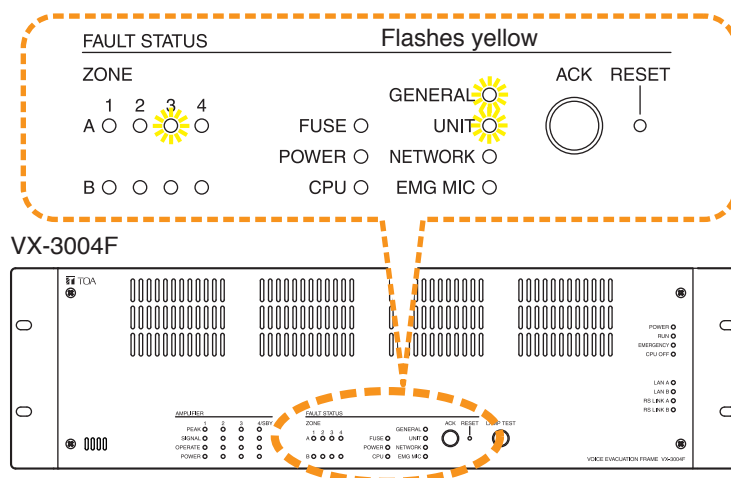 FAULT STATUS Flashes yellow
ZONE ACK RESET
1 2 3 4 GENERAL
A FUSE UNIT
POWER NETWORK
B CPU EMG MIC
VX-3004F
TOA
POWER
RUN
EMERGENCY
CPU OFF
LAN A
LAN B
RS LINK A
RS LINK B
AMPLIFIER FAULT STATUS
1 2 3 4/SBY ZONE ACK RESET LAMP TEST
PEAK 1 2 3 4 GENERAL
SIGNAL A FUSE UNIT
OPERATE POWER NETWORK
POWER B CPU EMG MIC
VOICE EVACUATION FRAME VX-3004F